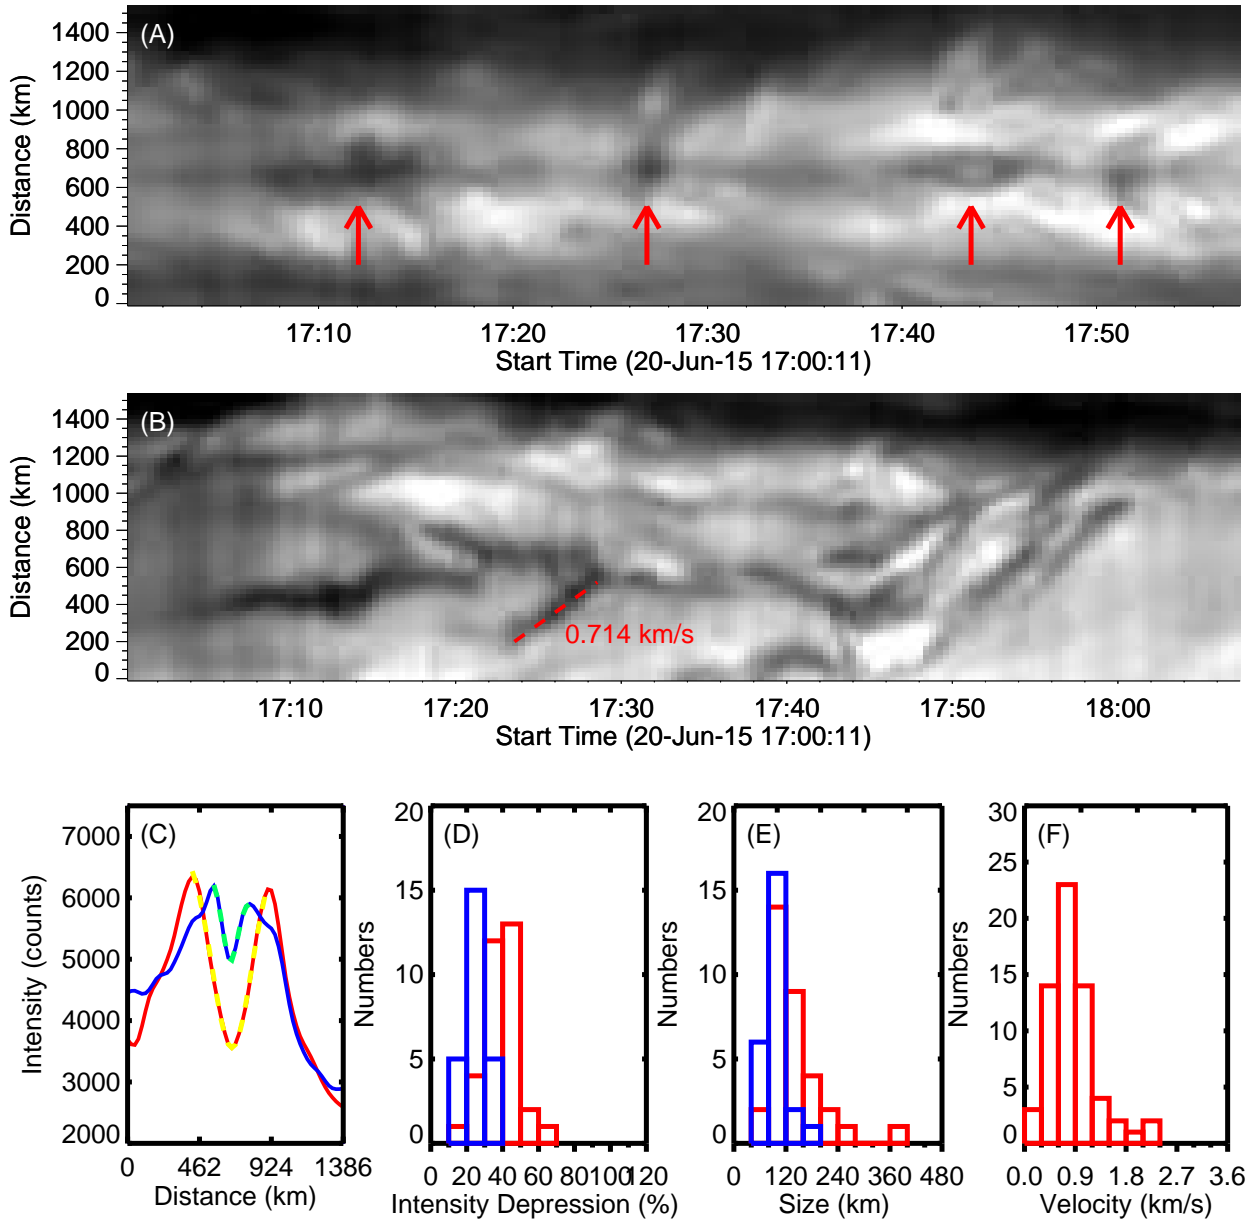 (A)
1400
1200
1000
800
600
400
200
0
Distance (km)
17:10 17:20 17:30 17:40 17:50
Start Time (20-Jun-15 17:00:11)
(B)
1400
1200
1000
800
600
400
200
0
Distance (km)
0.714 km/s
17:10 17:20 17:30 17:40 17:50 18:00
Start Time (20-Jun-15 17:00:11)
(C)
7000
6000
5000
4000
3000
2000
Intensity (counts)
0 462 924 1386
Distance (km)
(D)
20
15
10
5
0
Numbers
0 20 40 60 80 100 120
Intensity Depression (%)
(E)
20
15
10
5
0
Numbers
0 120 240 360 480
Size (km)
(F)
30
25
20
15
10
5
0
Numbers
0.0 0.9 1.8 2.7 3.6
Velocity (km/s)